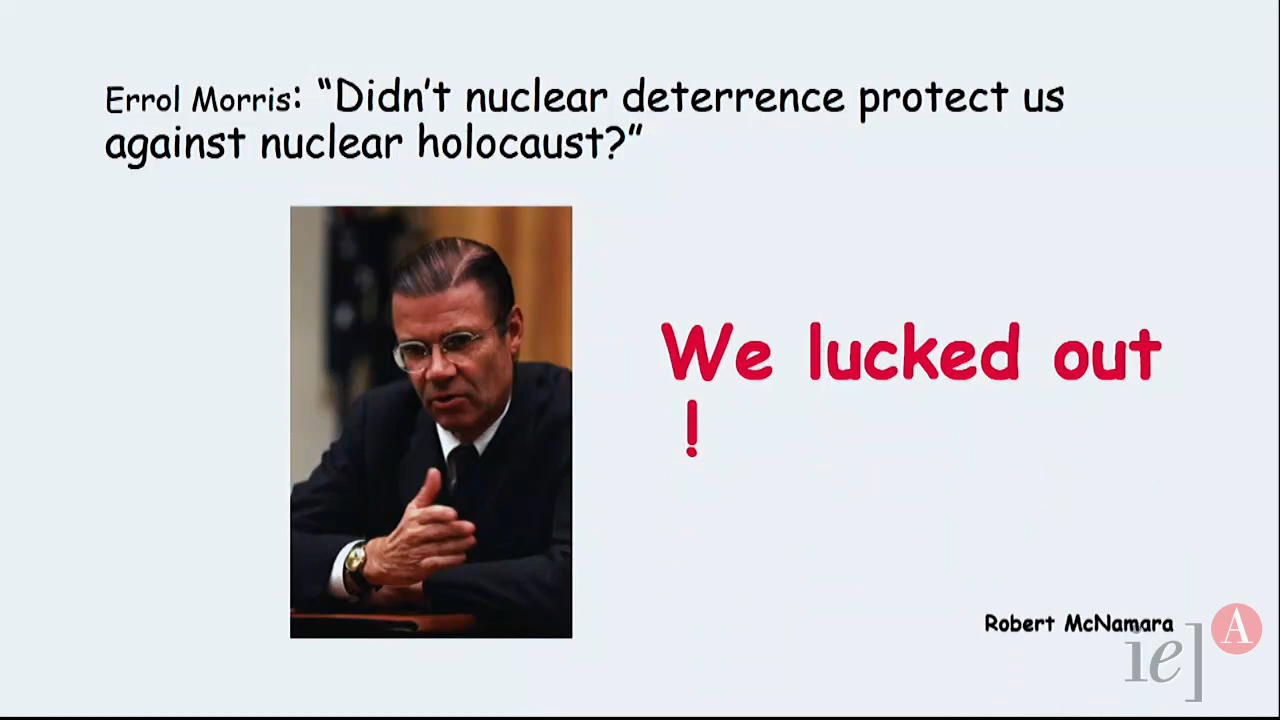 Errol Morris: “Didn’t nuclear deterrence protect us
against nuclear holocaust?”
We lucked out
!
Robert McNamara
ie]
A